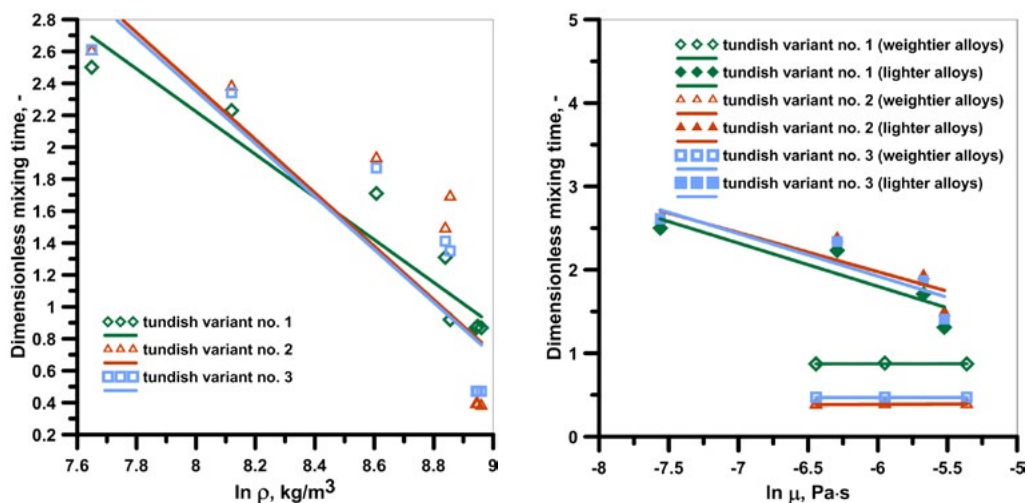 Dimensionless mixing time, -
2.8
2.6
2.4
2.2
2
1.8
1.6
1.4
1.2
1
0.8
0.6
0.4
0.2
tundish variant no. 1
tundish variant no. 2
tundish variant no. 3
7.6 7.8 8 8.2 8.4 8.6 8.8 9
ln ρ, kg/m³
Dimensionless mixing time, -
5
4
3
2
1
0
tundish variant no. 1 (weightier alloys)
tundish variant no. 1 (lighter alloys)
tundish variant no. 2 (weightier alloys)
tundish variant no. 2 (lighter alloys)
tundish variant no. 3 (weightier alloys)
tundish variant no. 3 (lighter alloys)
-8 -7.5 -7 -6.5 -6 -5.5 -5
ln μ, Pa·s